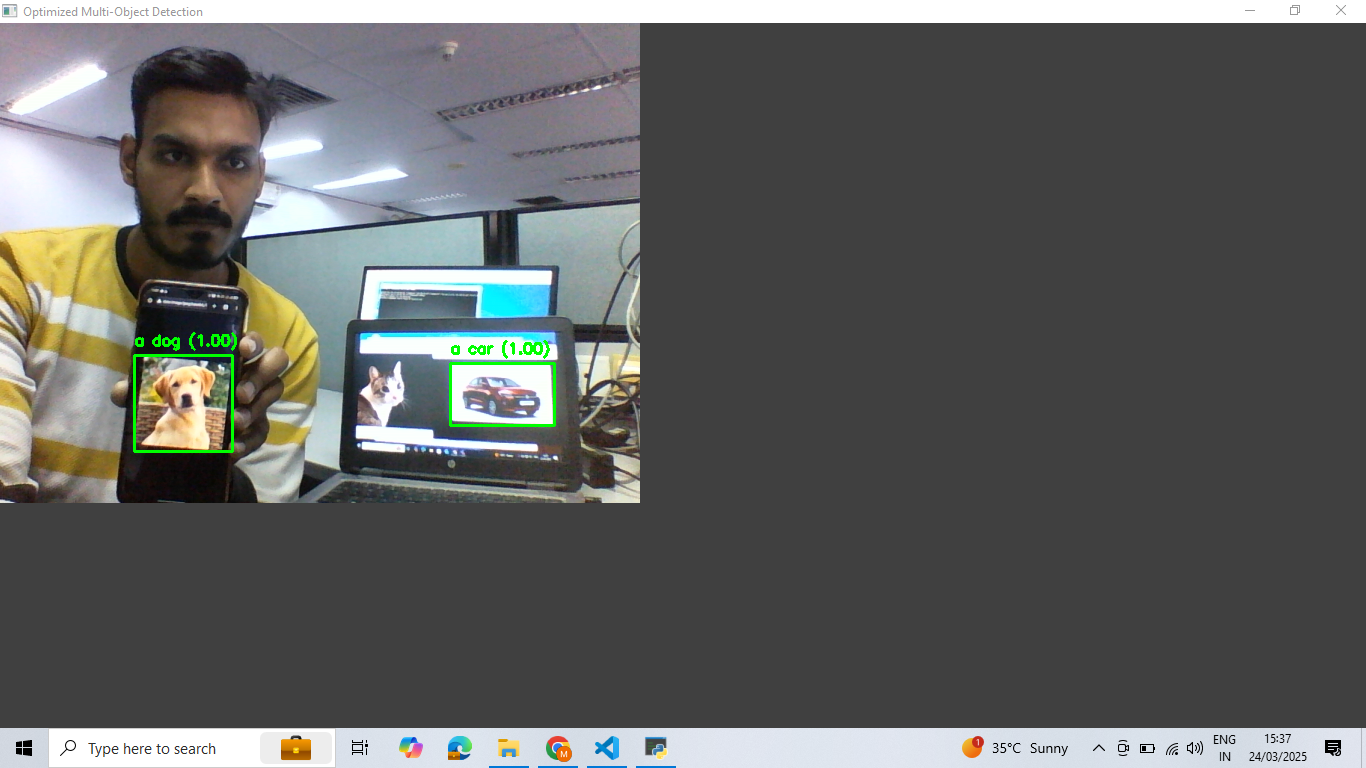 Optimized Multi-Object Detection
a dog (1.00)
a car (1.00)
hp
Type here to search
1
M
35°C Sunny
ENG
IN
15:37
24/03/2025